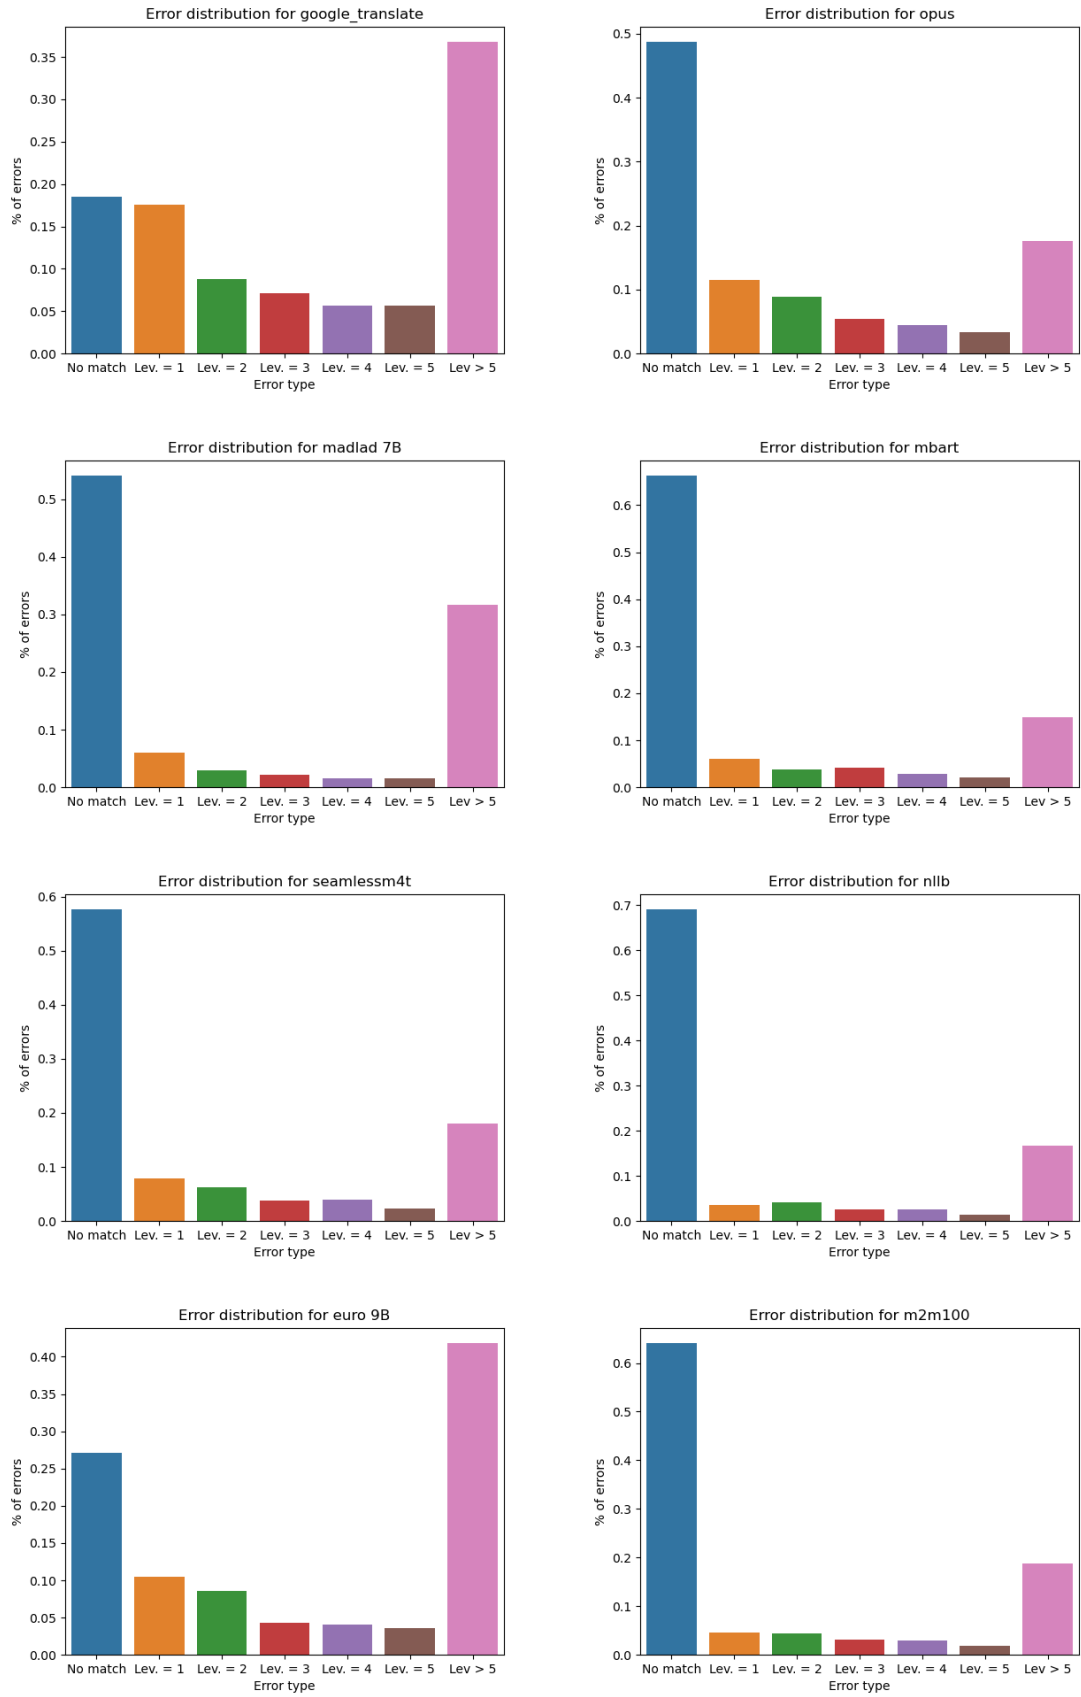 Error distribution for google_translate
0.35
0.30
0.25
0.20
0.15
0.10
0.05
0.00
% of errors
No match Lev. = 1 Lev. = 2 Lev. = 3 Lev. = 4 Lev. = 5 Lev > 5
Error type
Error distribution for opus
0.5
0.4
0.3
0.2
0.1
0.0
% of errors
No match Lev. = 1 Lev. = 2 Lev. = 3 Lev. = 4 Lev. = 5 Lev > 5
Error type
Error distribution for madlad 7B
0.5
0.4
0.3
0.2
0.1
0.0
% of errors
No match Lev. = 1 Lev. = 2 Lev. = 3 Lev. = 4 Lev. = 5 Lev > 5
Error type
Error distribution for mbart
0.6
0.5
0.4
0.3
0.2
0.1
0.0
% of errors
No match Lev. = 1 Lev. = 2 Lev. = 3 Lev. = 4 Lev. = 5 Lev > 5
Error type
Error distribution for seamlessm4t
0.6
0.5
0.4
0.3
0.2
0.1
0.0
% of errors
No match Lev. = 1 Lev. = 2 Lev. = 3 Lev. = 4 Lev. = 5 Lev > 5
Error type
Error distribution for nllb
0.7
0.6
0.5
0.4
0.3
0.2
0.1
0.0
% of errors
No match Lev. = 1 Lev. = 2 Lev. = 3 Lev. = 4 Lev. = 5 Lev > 5
Error type
Error distribution for euro 9B
0.40
0.35
0.30
0.25
0.20
0.15
0.10
0.05
0.00
% of errors
No match Lev. = 1 Lev. = 2 Lev. = 3 Lev. = 4 Lev. = 5 Lev > 5
Error type
Error distribution for m2m100
0.6
0.5
0.4
0.3
0.2
0.1
0.0
% of errors
No match Lev. = 1 Lev. = 2 Lev. = 3 Lev. = 4 Lev. = 5 Lev > 5
Error type